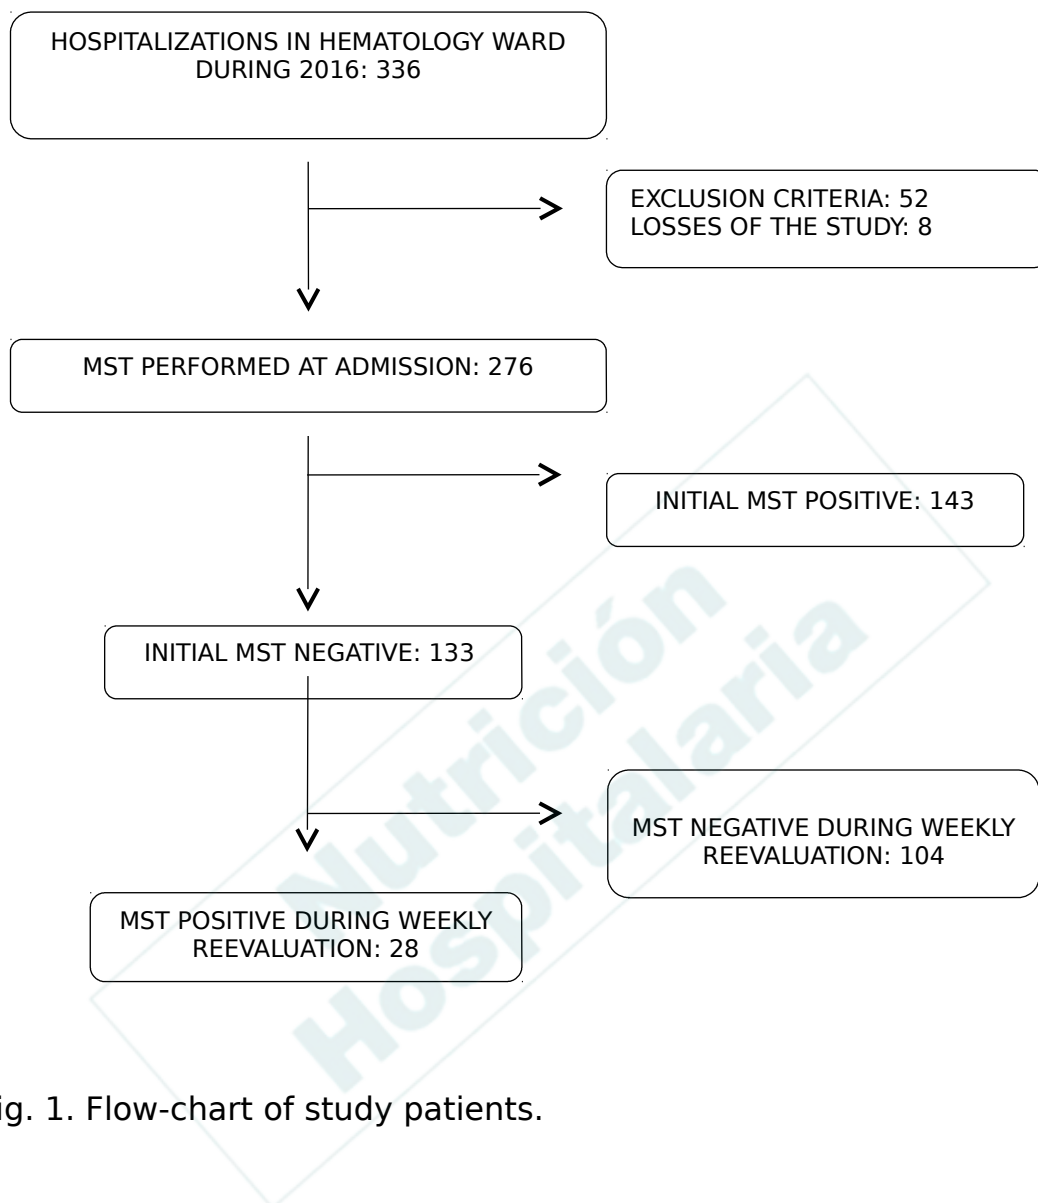 HOSPITALIZATIONS IN HEMATOLOGY WARD
DURING 2016: 336
EXCLUSION CRITERIA: 52
LOSSES OF THE STUDY: 8
MST PERFORMED AT ADMISSION: 276
INITIAL MST POSITIVE: 143
INITIAL MST NEGATIVE: 133
MST NEGATIVE DURING WEEKLY
REEVALUATION: 104
MST POSITIVE DURING WEEKLY
REEVALUATION: 28
Nutrición
Hospitalaria
ig. 1. Flow-chart of study patients.